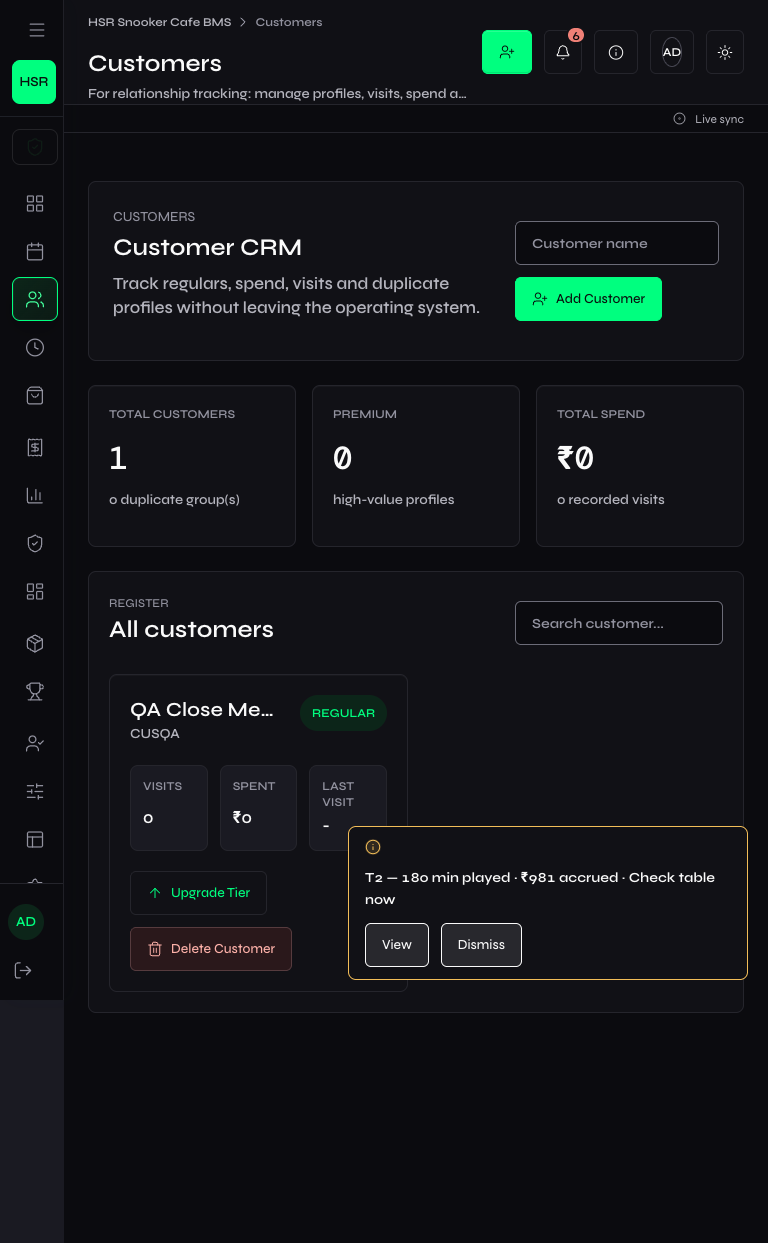 HSR Snooker Cafe BMS > Customers
Customers
For relationship tracking: manage profiles, visits, spend a...
6
AD
HSR
Live sync
CUSTOMERS
Customer CRM
Track regulars, spend, visits and duplicate
profiles without leaving the operating system.
Customer name
Add Customer
TOTAL CUSTOMERS
1
0 duplicate group(s)
PREMIUM
0
high-value profiles
TOTAL SPEND
₹0
0 recorded visits
REGISTER
All customers
Search customer...
QA Close Me...
CUSQA
REGULAR
VISITS
0
SPENT
₹0
LAST
VISIT
-
Upgrade Tier
Delete Customer
T2 — 180 min played · ₹981 accrued · Check table
now
View
Dismiss
AD